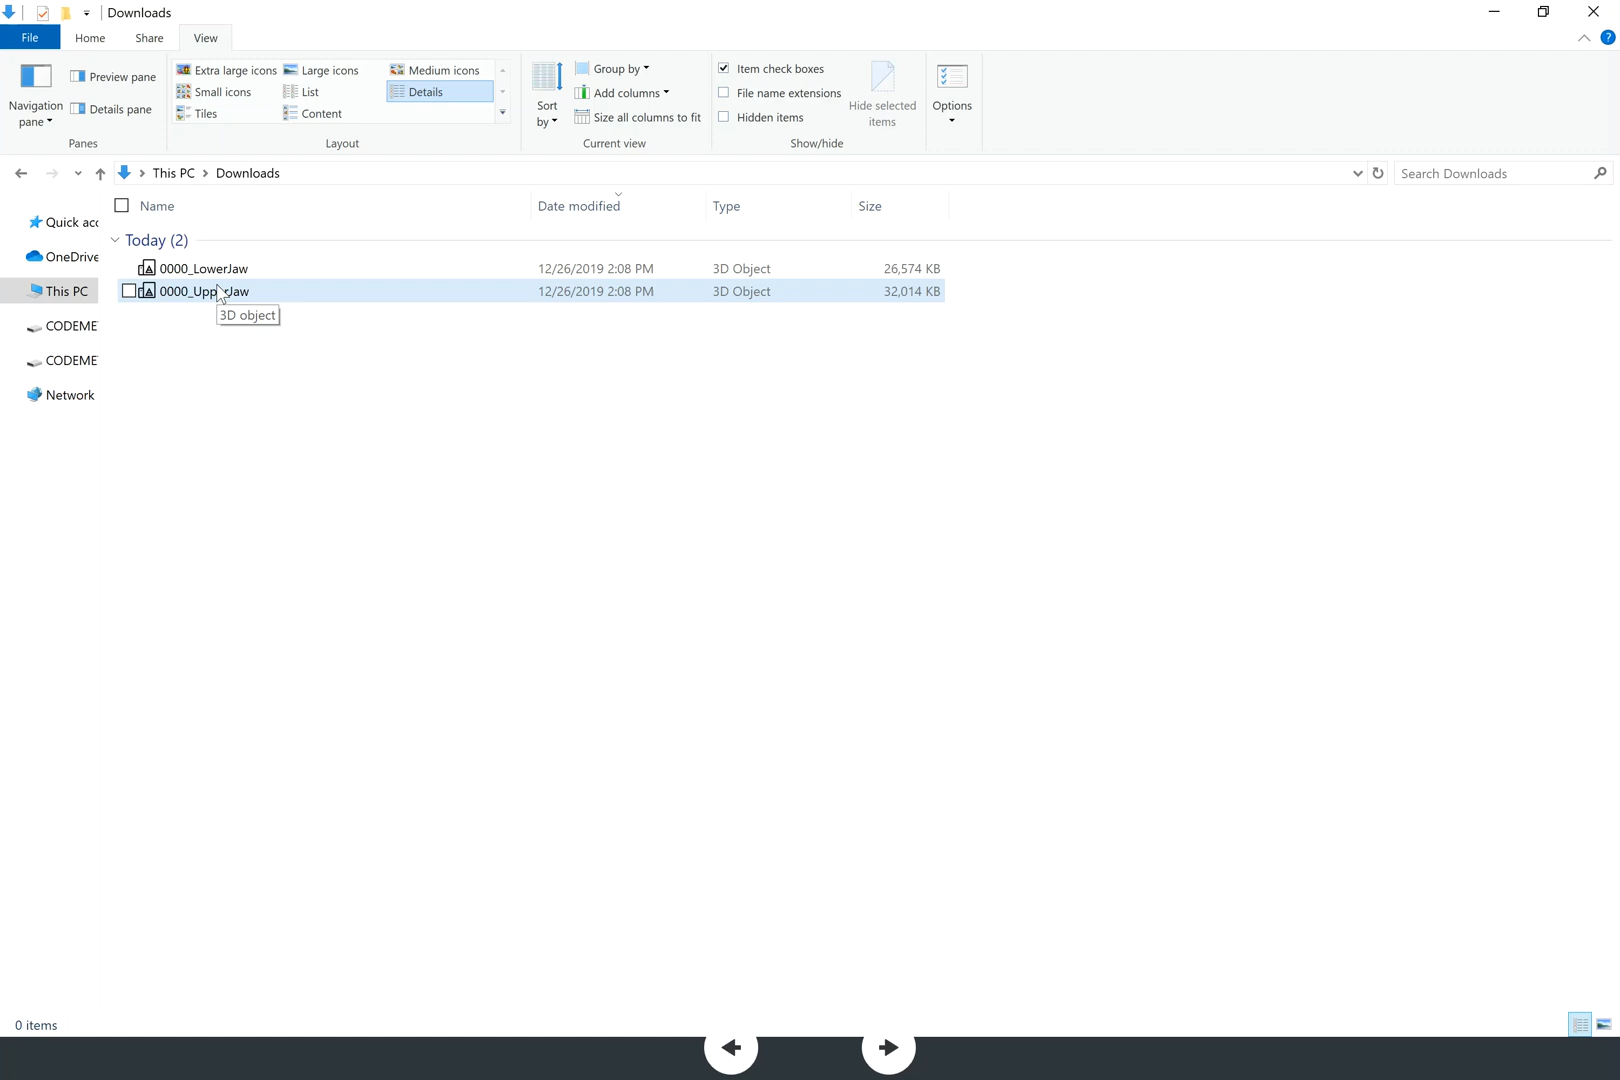 Downloads
File Home Share View
Navigation pane
Preview pane
Details pane
Panes
Extra large icons Large icons Medium icons
Small icons List Details
Tiles Content
Layout
Sort by
Group by
Add columns
Size all columns to fit
Current view
Item check boxes
File name extensions
Hidden items
Hide selected items
Show/hide
Options
This PC Downloads
Search Downloads
Name Date modified Type Size
Quick acc
OneDrive
This PC
CODEME
CODEME
Network
Today (2)
0000_LowerJaw 12/26/2019 2:08 PM 3D Object 26,574 KB
0000_UpperJaw 12/26/2019 2:08 PM 3D Object 32,014 KB
3D object
0 items